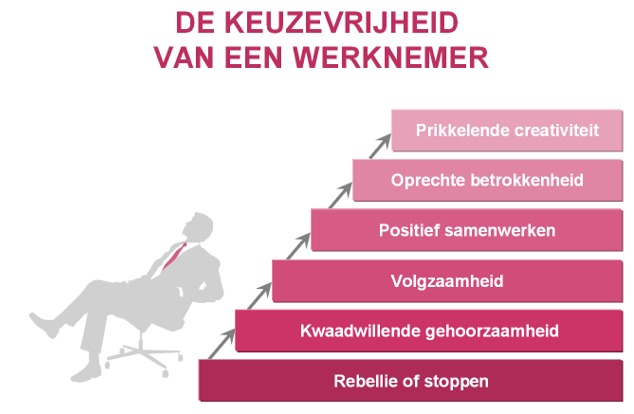 DE KEUZEVRIJHEID
VAN EEN WERKNEMER
Prikkelende creativiteit
Oprechte betrokkenheid
Positief samenwerken
Volgzaamheid
Kwaadwillende gehoorzaamheid
Rebellie of stoppen